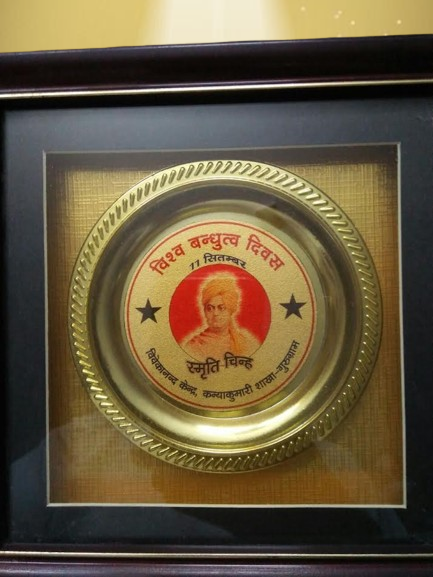 विश्व बन्धुत्व दिवस
11 सितम्बर
स्मृति चिन्ह
विवेकानन्द केन्द्र, कन्याकुमारी शाखा-गुरुग्राम